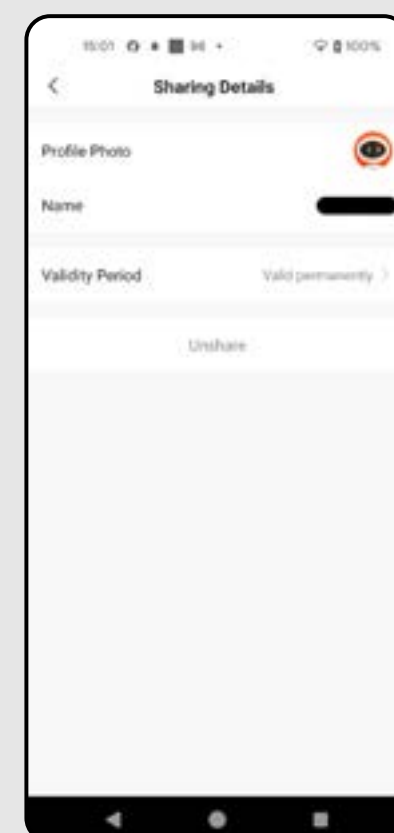 15:01 100%
Sharing Details
Profile Photo
Name
Validity Period Valid permanently
Unshare